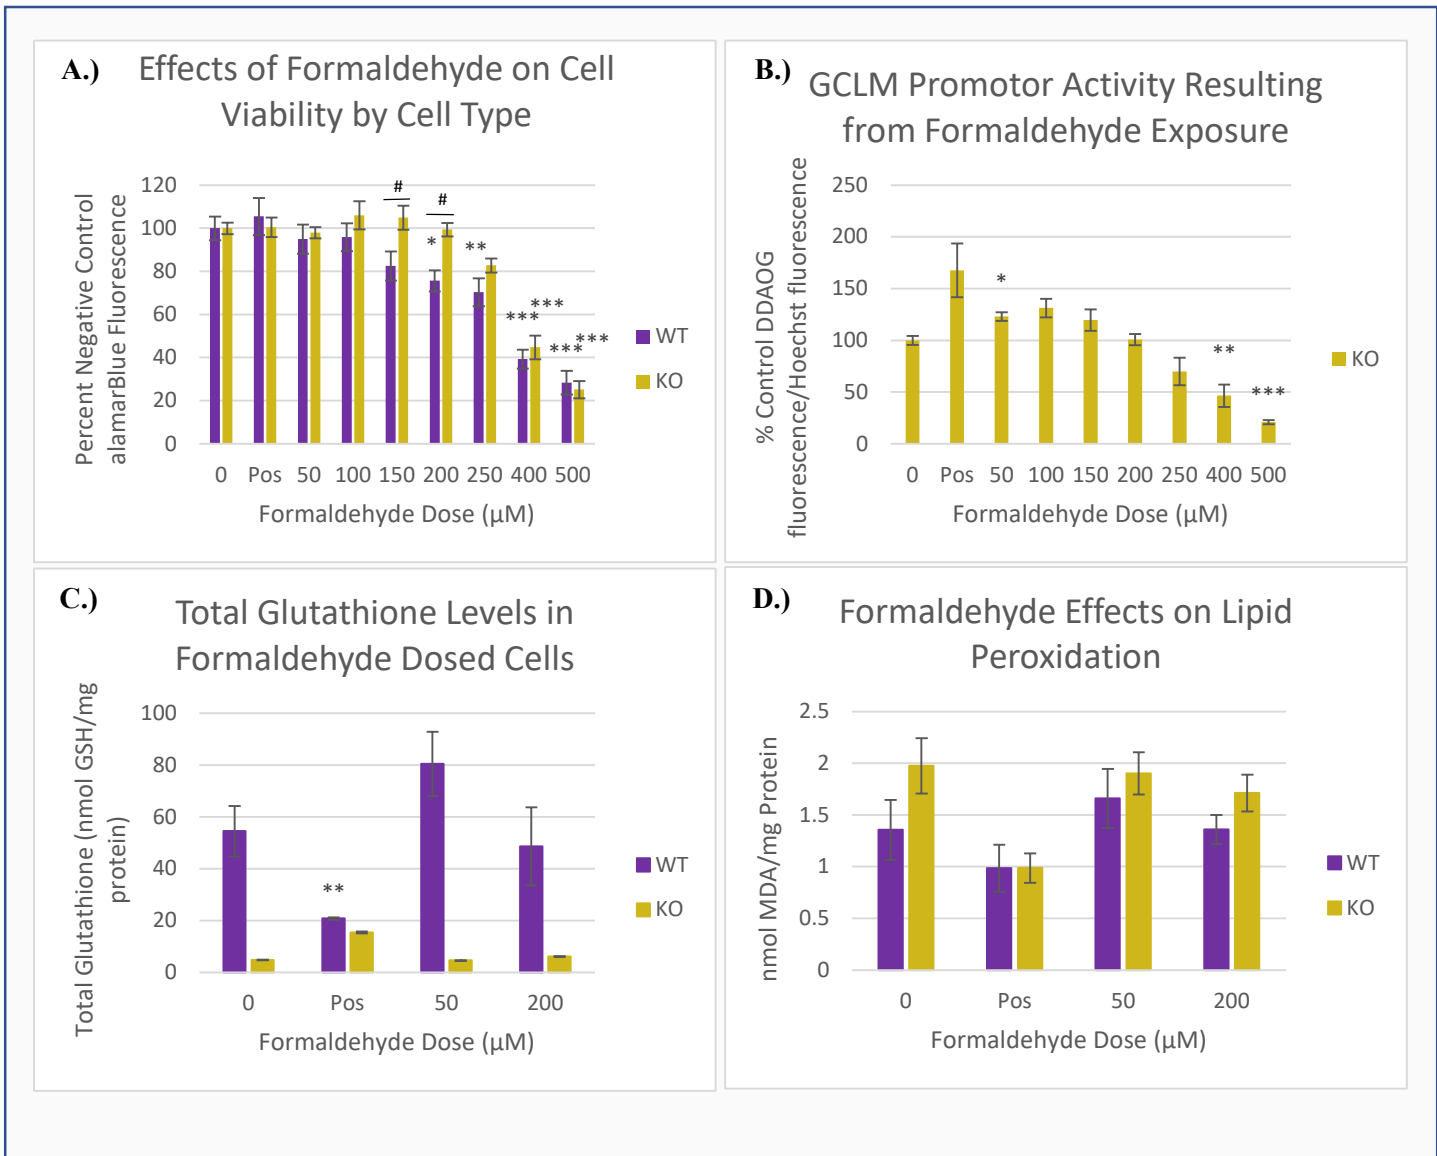 A.) Effects of Formaldehyde on Cell
Viability by Cell Type
Percent Negative Control
alamarBlue Fluorescence
120
100
80
60
40
20
0
# #
* **
*** ***
*** ***
0 Pos 50 100 150 200 250 400 500
Formaldehyde Dose (µM)
WT
KO
B.) GCLM Promotor Activity Resulting
from Formaldehyde Exposure
% Control DDAOG
fluorescence/Hoechst fluorescence
250
200
150
100
50
0
*
**
***
0 Pos 50 100 150 200 250 400 500
Formaldehyde Dose (µM)
KO
C.) Total Glutathione Levels in
Formaldehyde Dosed Cells
Total Glutathione (nmol GSH/mg
protein)
100
80
60
40
20
0
**
0 Pos 50 200
Formaldehyde Dose (µM)
WT
KO
D.) Formaldehyde Effects on Lipid
Peroxidation
nmol MDA/mg Protein
2.5
2
1.5
1
0.5
0
0 Pos 50 200
Formaldehyde Dose (µM)
WT
KO